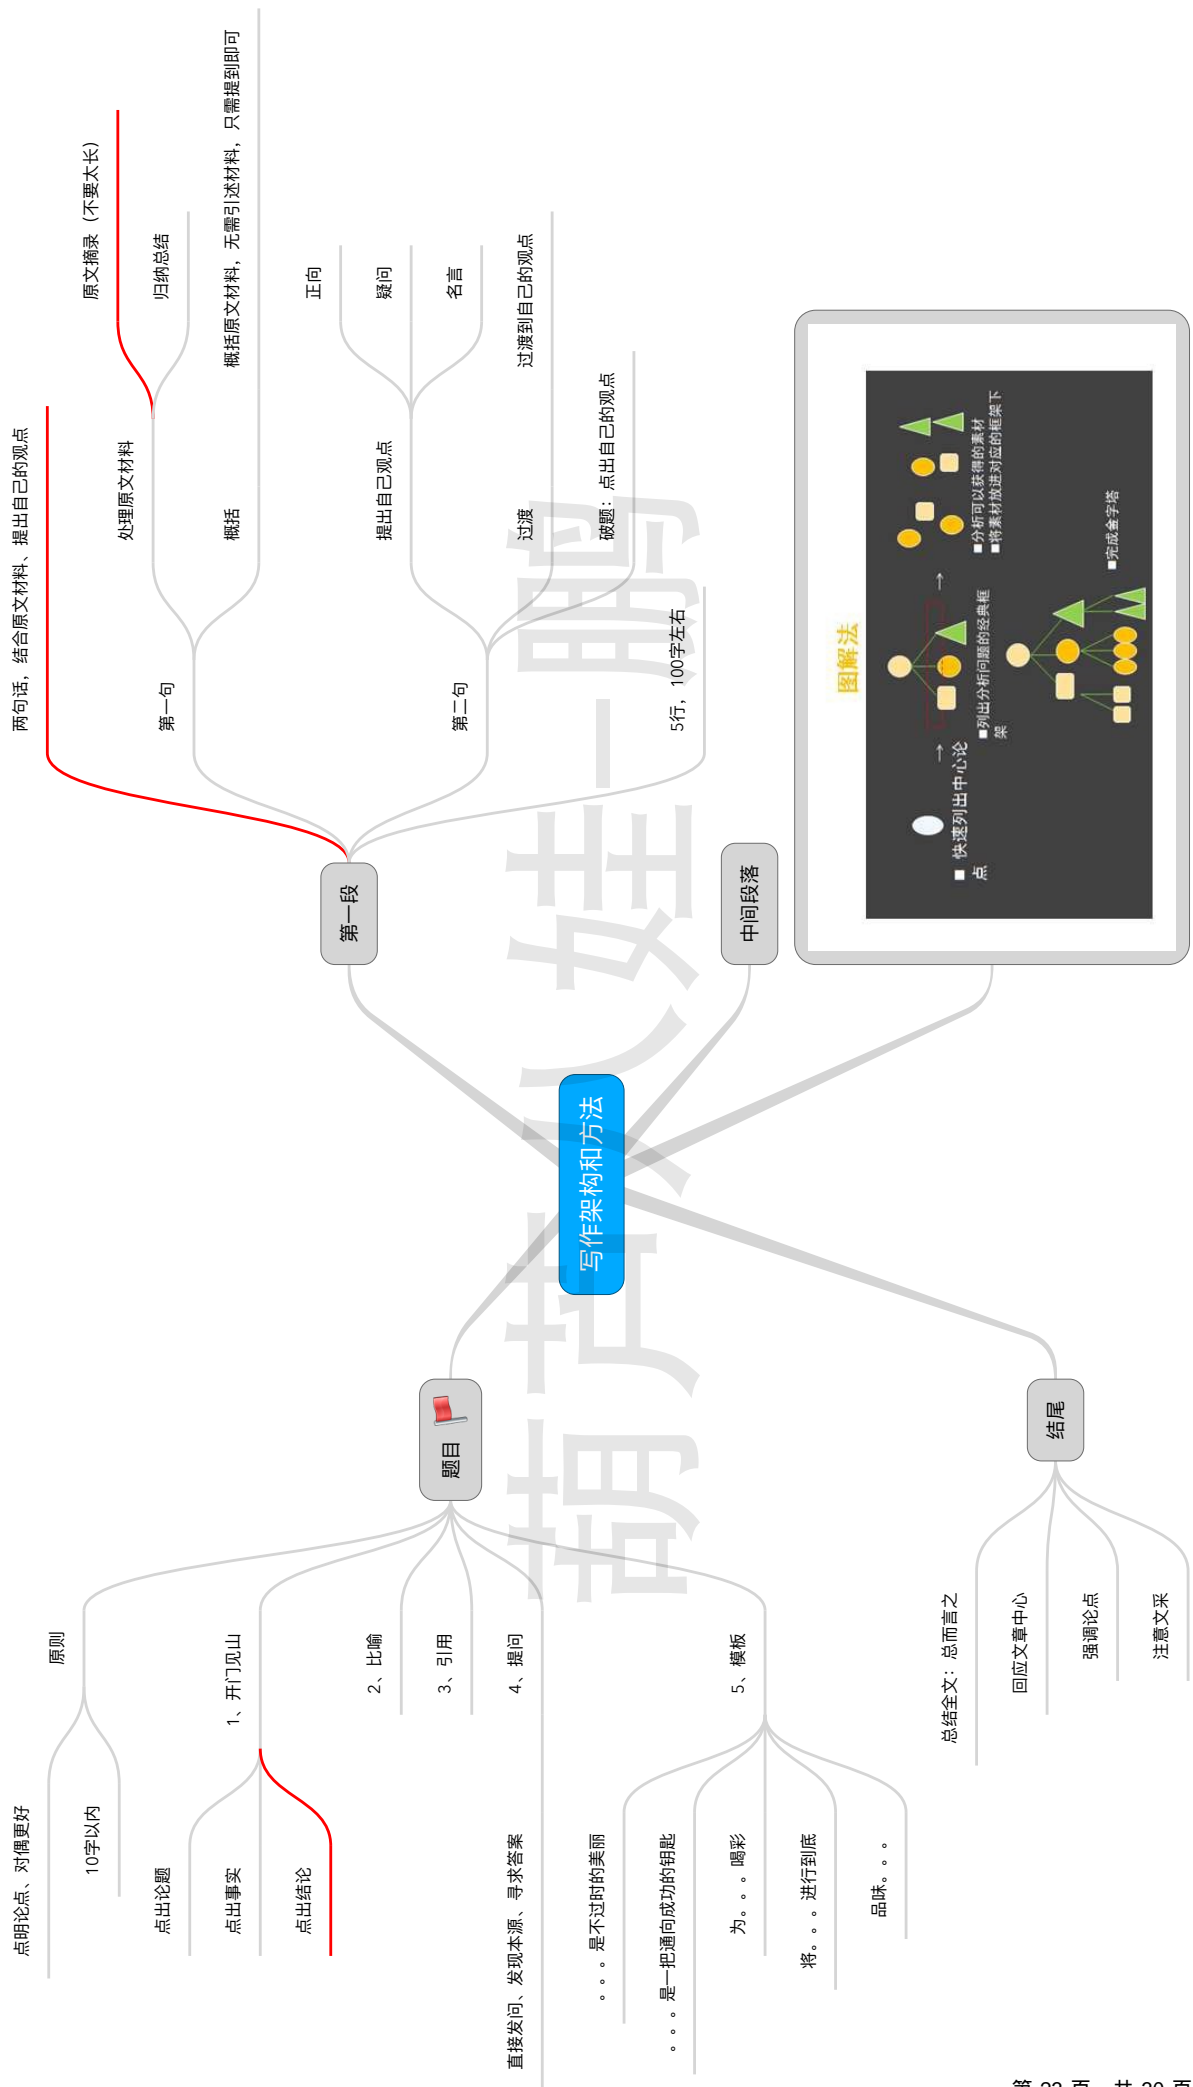 写作架构和方法
题目
原则
点明论点、对偶更好
10字以内
1、开门见山
点出论题
点出事实
点出结论
2、比喻
3、引用
4、提问
直接发问、发现本源、寻求答案
5、模板
。。。是不过时的美丽
。。。是一把通向成功的钥匙
为。。。喝彩
将。。。进行到底
品味。。。
第一段
两句话，结合原文材料、提出自己的观点
第一句
处理原文材料
原文摘录（不要太长）
归纳总结
概括
概括原文材料，无需引述材料，只需提到即可
第二句
提出自己观点
正向
疑问
名言
过渡
过渡到自己的观点
破题：点出自己的观点
5行，100字左右
中间段落
图解法
■ 快速列出中心论
点
→
■列出分析问题的经典框
架
→
■分析可以获得的素材
■将素材放进对应的框架下
■完成金字塔
结尾
总结全文：总而言之
回应文章中心
强调论点
注意文采
葫芦八娃—鹏